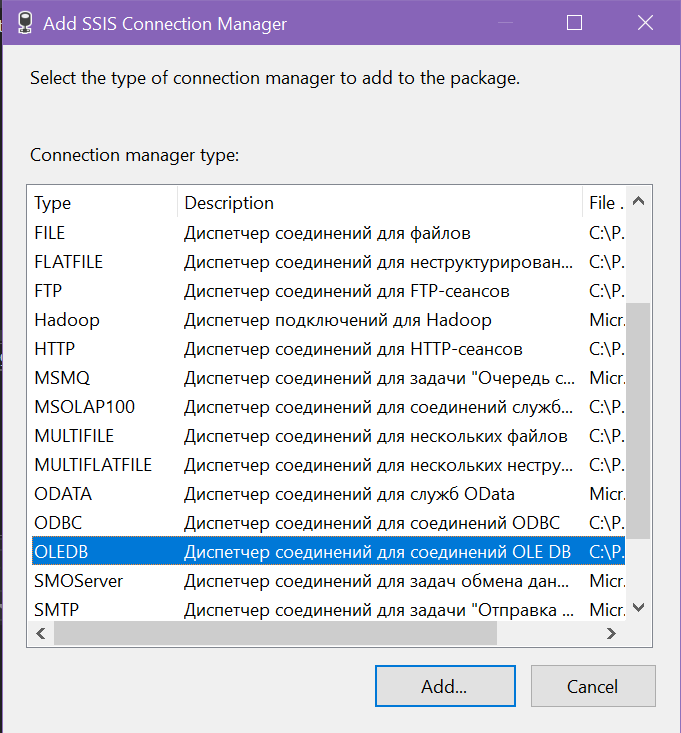 Add SSIS Connection Manager
Select the type of connection manager to add to the package.
Connection manager type:
Type Description File .
FILE Диспетчер соединений для файлов C:\P.
FLATFILE Диспетчер соединений для неструктурирован... C:\P.
FTP Диспетчер соединений для FTP-сеансов C:\P.
Hadoop Диспетчер подключений для Hadoop Micr.
HTTP Диспетчер соединений для HTTP-сеансов C:\P.
MSMQ Диспетчер соединений для задачи "Очередь с... Micr.
MSOLAP100 Диспетчер соединений для соединений служб... C:\P.
MULTIFILE Диспетчер соединений для нескольких файлов C:\P.
MULTIFLATFILE Диспетчер соединений для нескольких нестру... C:\P.
ODATA Диспетчер соединений для служб OData Micr.
ODBC Диспетчер соединений для соединений ODBC C:\P.
OLEDB Диспетчер соединений для соединений OLE DB C:\P.
SMOServer Диспетчер соединений для задач обмена дан... Micr.
SMTP Диспетчер соединений для задачи "Отправка ... Micr.
Add... Cancel